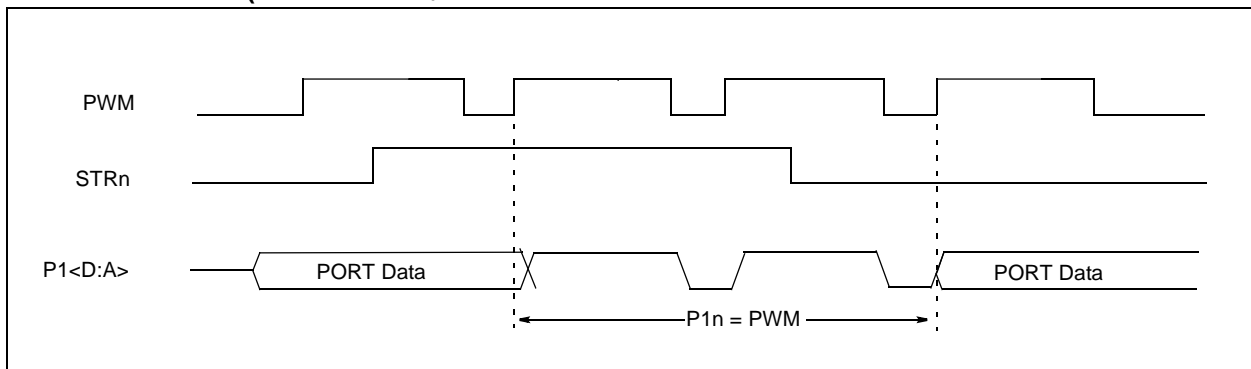 PWM
STRn
P1<D:A>
PORT Data
PORT Data
P1n = PWM